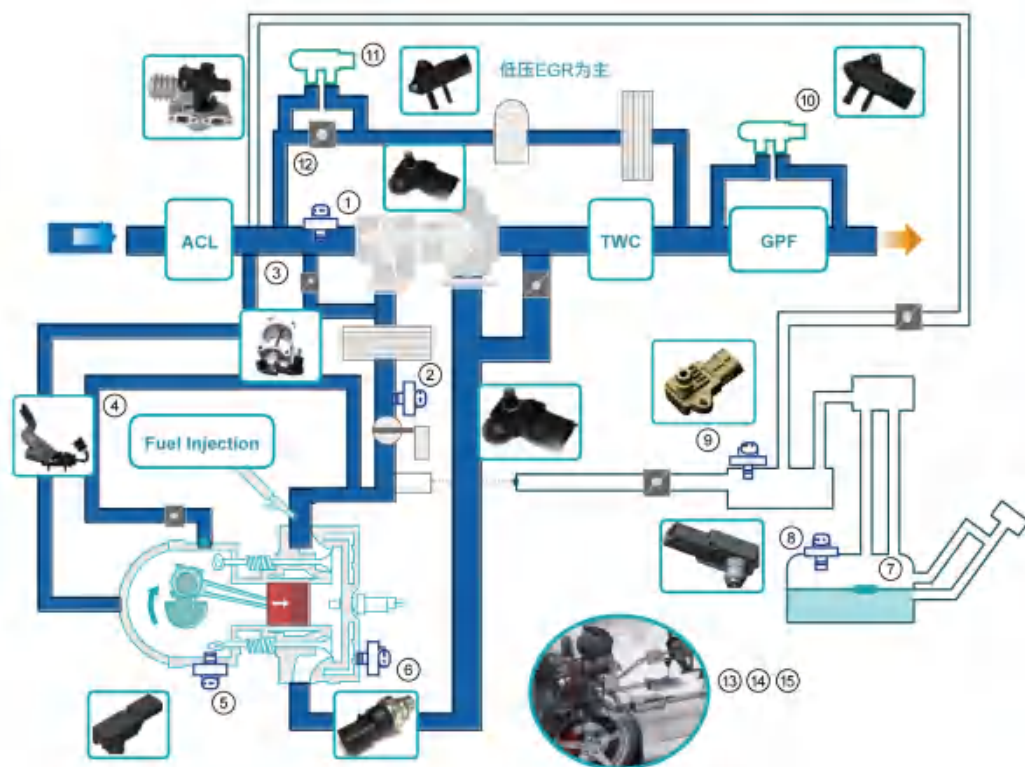 ⑪
低压EGR为主
⑩
⑫
①
ACL
TWC
GPF
③
②
④
Fuel Injection
⑨
⑧
⑦
⑥
⑤
⑬ ⑭ ⑮